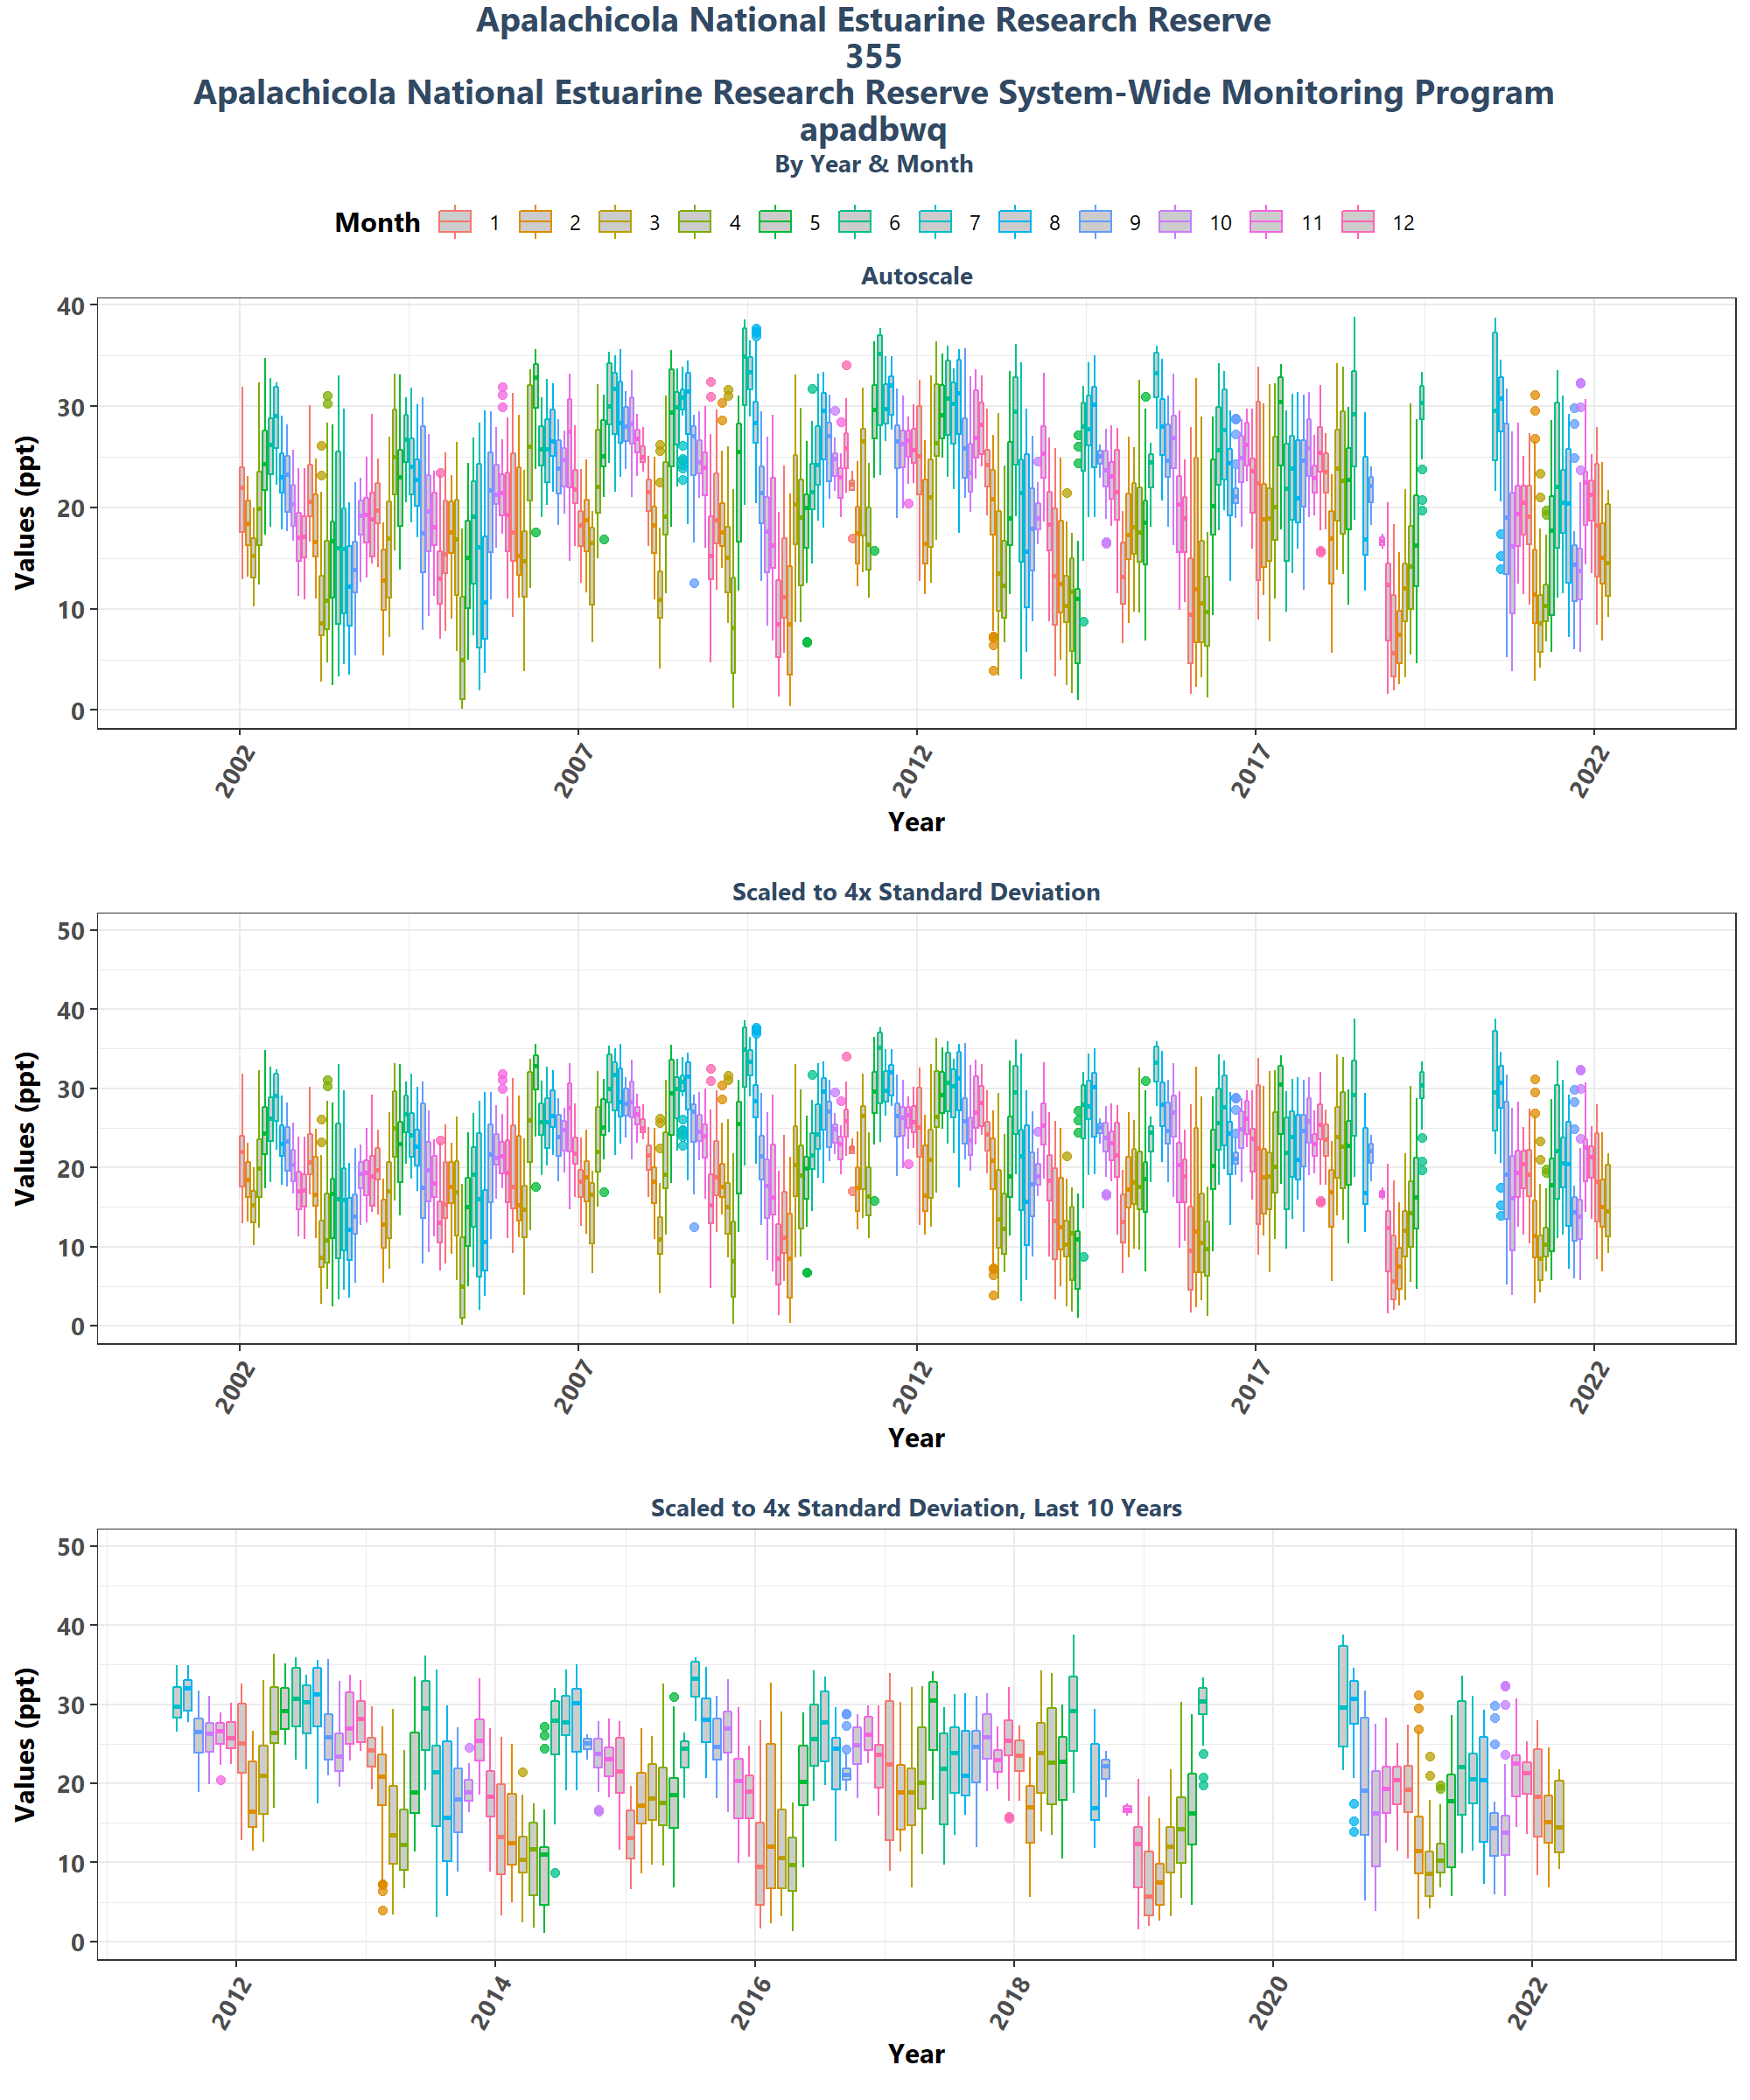 Apalachicola National Estuarine Research Reserve
355
Apalachicola National Estuarine Research Reserve System-Wide Monitoring Program
apadbwq
By Year & Month
Month 1 2 3 4 5 6 7 8 9 10 11 12
Autoscale
Values (ppt)
40
30
20
10
0
2002 2007 2012 2017 2022
Year
Scaled to 4x Standard Deviation
Values (ppt)
50
40
30
20
10
0
2002 2007 2012 2017 2022
Year
Scaled to 4x Standard Deviation, Last 10 Years
Values (ppt)
50
40
30
20
10
0
2012 2014 2016 2018 2020 2022
Year